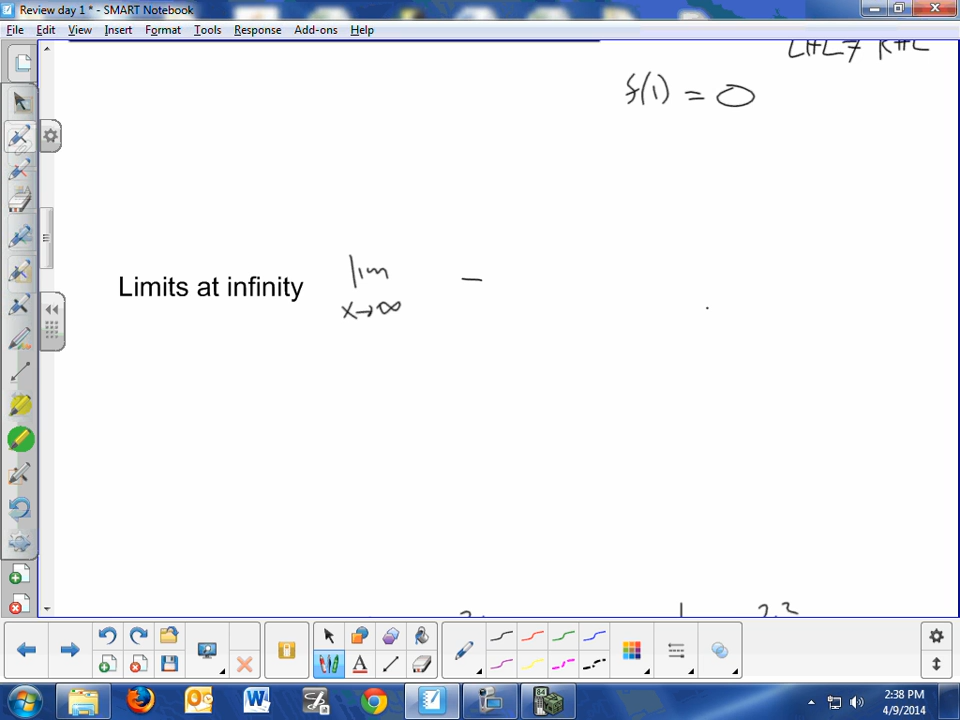 Review day 1 * - SMART Notebook
File Edit View Insert Format Tools Response Add-ons Help
LHL ≠ RHL
f(1) = 0
Limits at infinity lim
x→∞
2:38 PM
4/9/2014